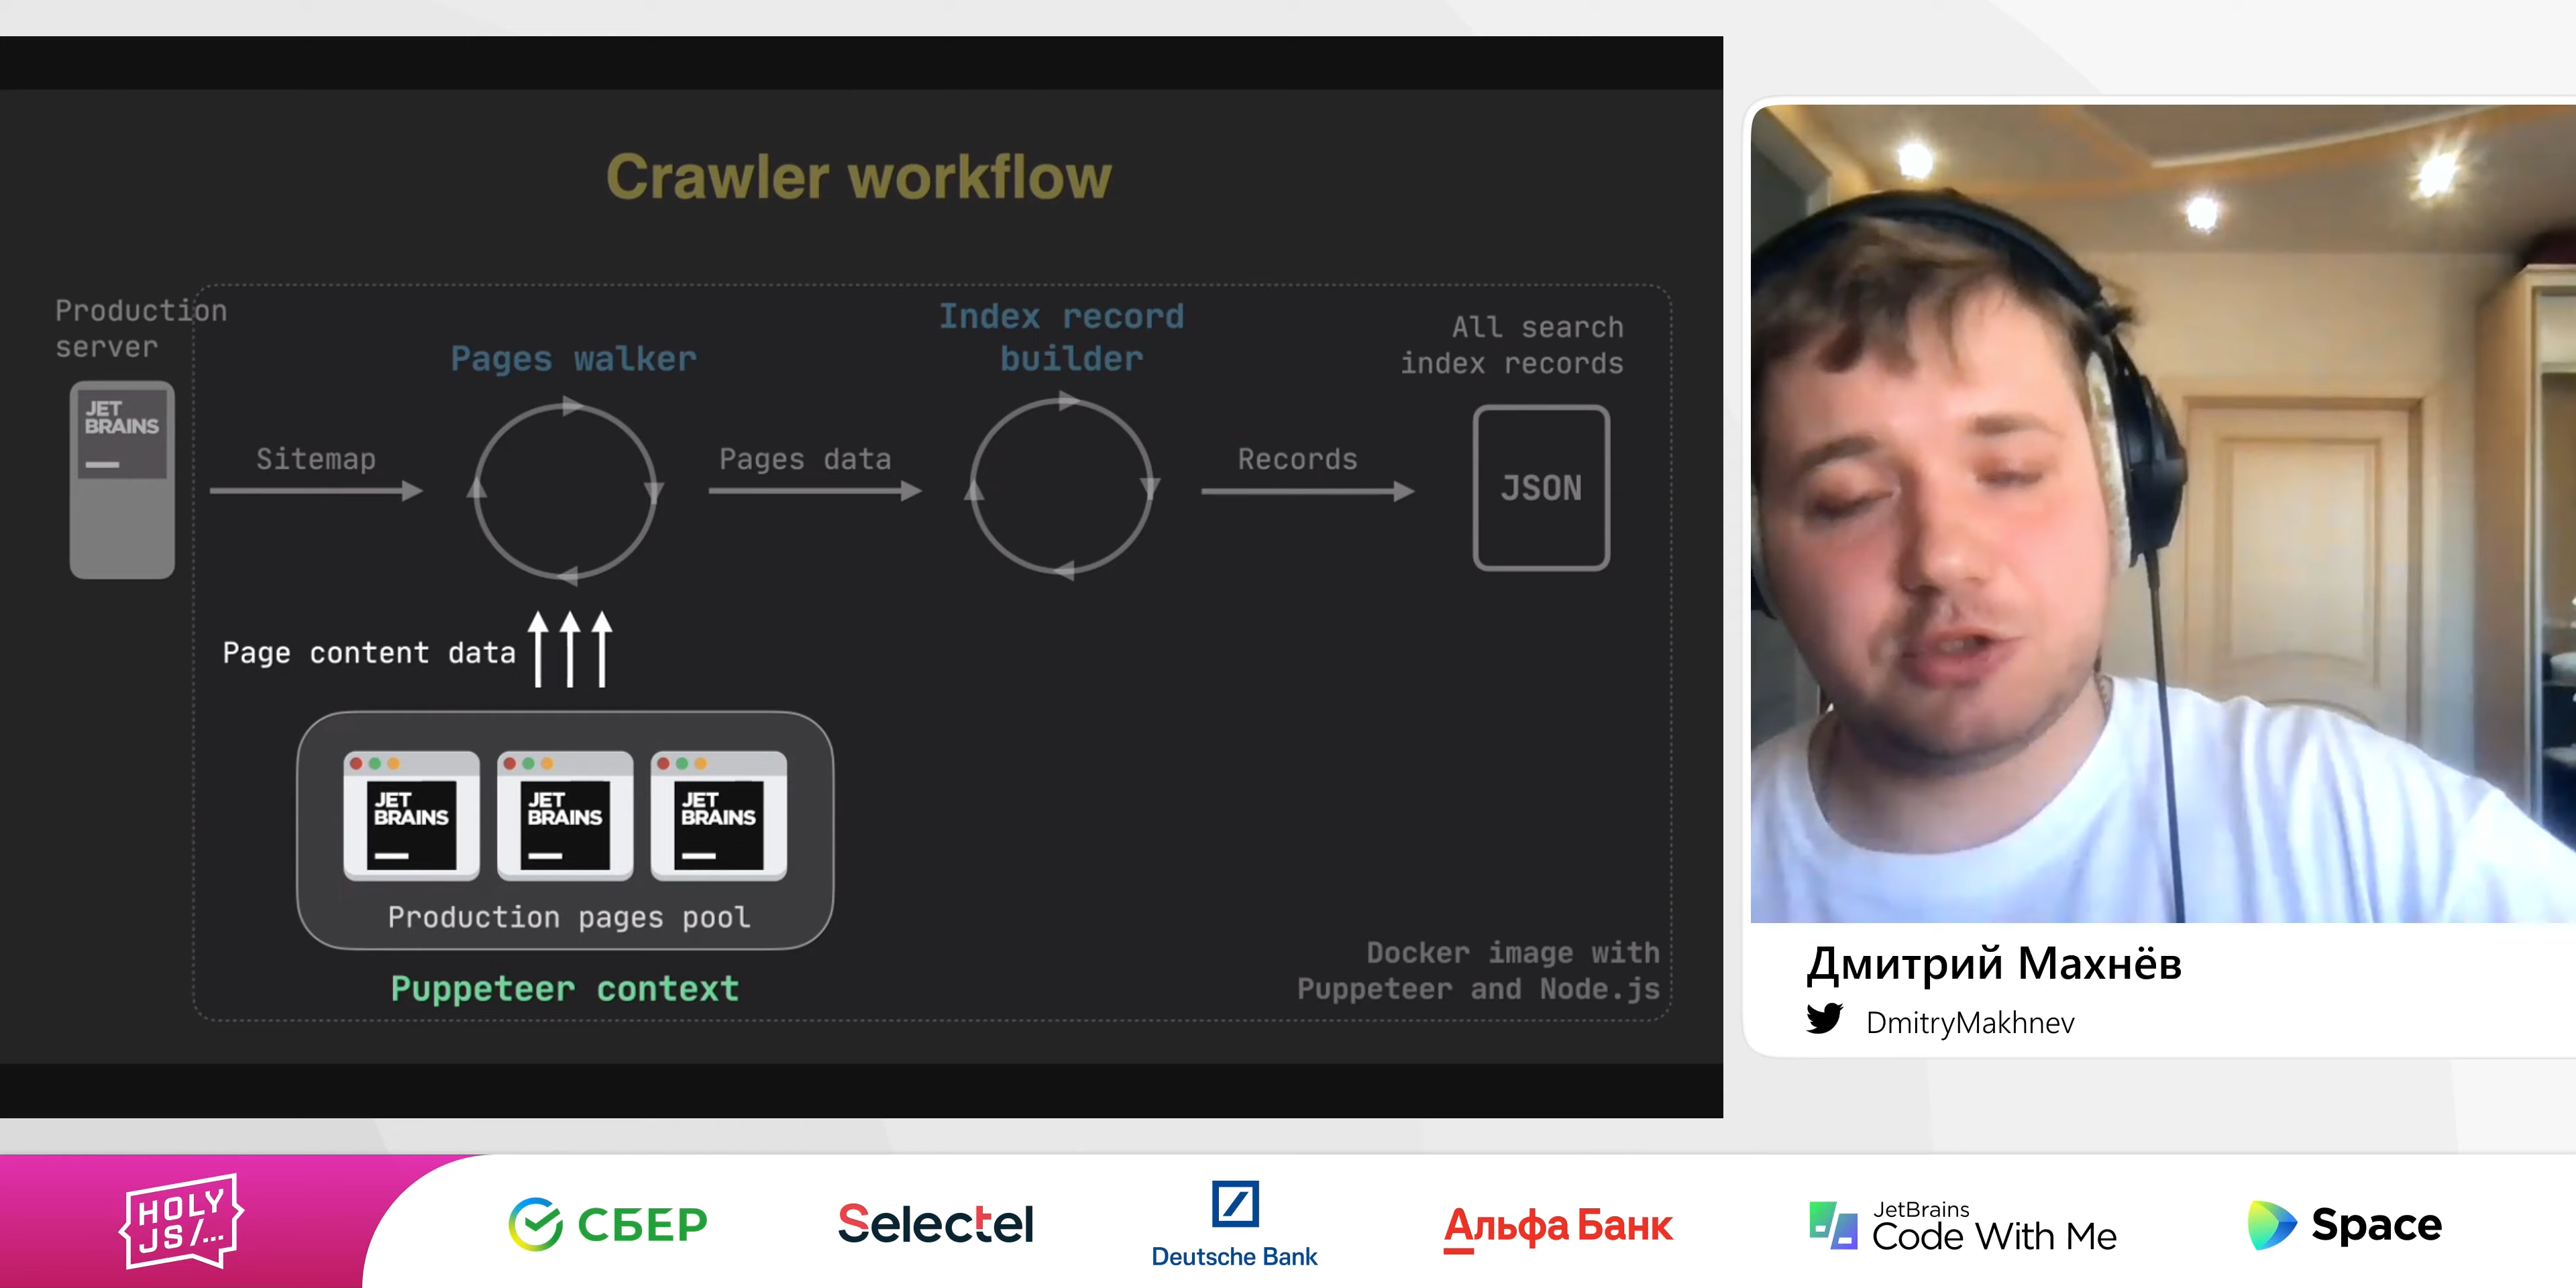 Crawler workflow
Production
server
JET
BRAINS
Sitemap
Pages walker
Pages data
Index record
builder
Records
All search
index records
JSON
Page content data
JET
BRAINS
JET
BRAINS
JET
BRAINS
Production pages pool
Puppeteer context
Docker image with
Puppeteer and Node.js
Дмитрий Махнёв
DmitryMakhnev
HOLY
JS/...
СБЕР
Selectel
Deutsche Bank
Альфа Банк
JetBrains
Code With Me
Space